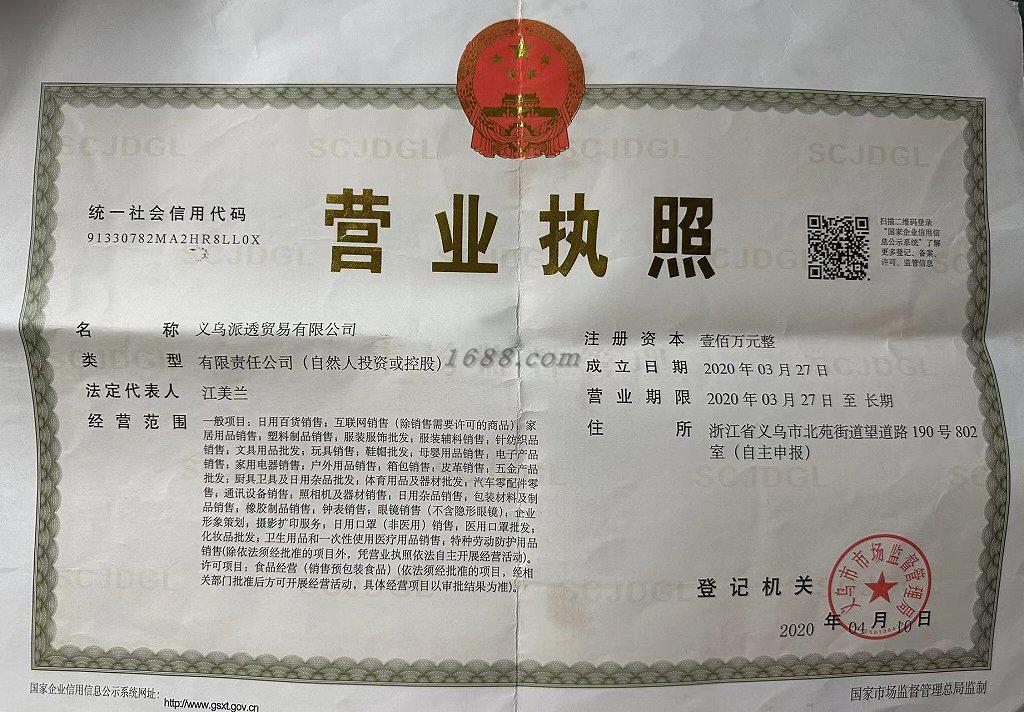 营业执照
统一社会信用代码
91330782MA2HR8LL0X
扫描二维码登录
“国家企业信用信
息公示系统”了解
更多登记、备案、
许可、监管信息
名 称 义乌派透贸易有限公司
类 型 有限责任公司（自然人投资或控股）
法定代表人 江美兰
经营范围 一般项目：日用百货销售；互联网销售（除销售需要许可的商品）；家
居用品销售；塑料制品销售；服装服饰批发；服装辅料销售；针纺织品
销售；文具用品批发；玩具销售；鞋帽批发；母婴用品销售；电子产品
销售；家用电器销售；户外用品销售；箱包销售；皮革销售；五金产品
批发；厨具卫具及日用杂品批发；体育用品及器材批发；汽车零配件零
售；通讯设备销售；照相机及器材销售；日用杂品销售；包装材料及制
品销售；橡胶制品销售；钟表销售；眼镜销售（不含隐形眼镜）；企业
形象策划；摄影扩印服务；日用口罩（非医用）销售；医用口罩批发；
化妆品批发；卫生用品和一次性使用医疗用品销售；特种劳动防护用品
销售(除依法须经批准的项目外，凭营业执照依法自主开展经营活动)。
许可项目：食品经营（销售预包装食品）（依法须经批准的项目，经相
关部门批准后方可开展经营活动，具体经营项目以审批结果为准）。
注册资本 壹佰万元整
成立日期 2020年03月27日
营业期限 2020年03月27日至长期
住 所 浙江省义乌市北苑街道望道路190号802
室（自主申报）
1688.com
登记机关
义乌市市场监督管理局
2020年04月10日
国家企业信用信息公示系统网址：http://www.gsxt.gov.cn
国家市场监督管理总局监制
SCJDGL SCJDGL SCJDGL
SCJDGL
SCJDGL
SCJDGL
SCJDGL